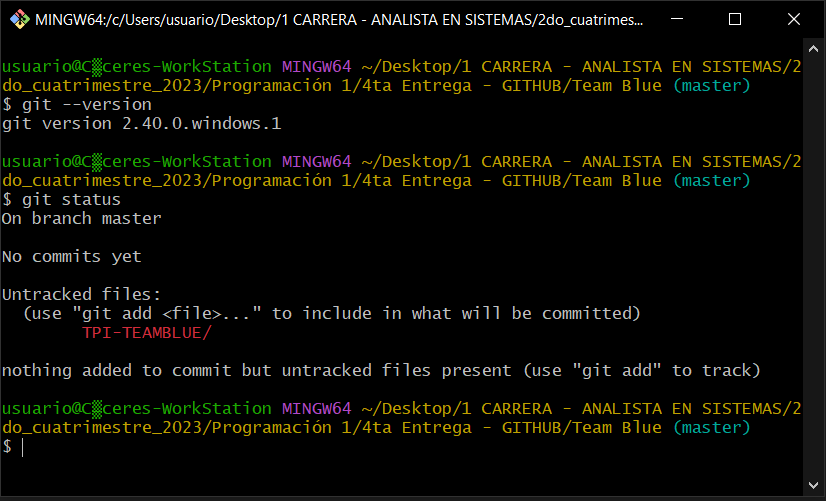 MINGW64:/c/Users/usuario/Desktop/1 CARRERA - ANALISTA EN SISTEMAS/2do_cuatrimes...
usuario@C▒ceres-WorkStation MINGW64 ~/Desktop/1 CARRERA - ANALISTA EN SISTEMAS/2
do_cuatrimestre_2023/Programación 1/4ta Entrega - GITHUB/Team Blue (master)
$ git --version
git version 2.40.0.windows.1
usuario@C▒ceres-WorkStation MINGW64 ~/Desktop/1 CARRERA - ANALISTA EN SISTEMAS/2
do_cuatrimestre_2023/Programación 1/4ta Entrega - GITHUB/Team Blue (master)
$ git status
On branch master
No commits yet
Untracked files:
  (use "git add <file>..." to include in what will be committed)
        TPI-TEAMBLUE/
nothing added to commit but untracked files present (use "git add" to track)
usuario@C▒ceres-WorkStation MINGW64 ~/Desktop/1 CARRERA - ANALISTA EN SISTEMAS/2
do_cuatrimestre_2023/Programación 1/4ta Entrega - GITHUB/Team Blue (master)
$